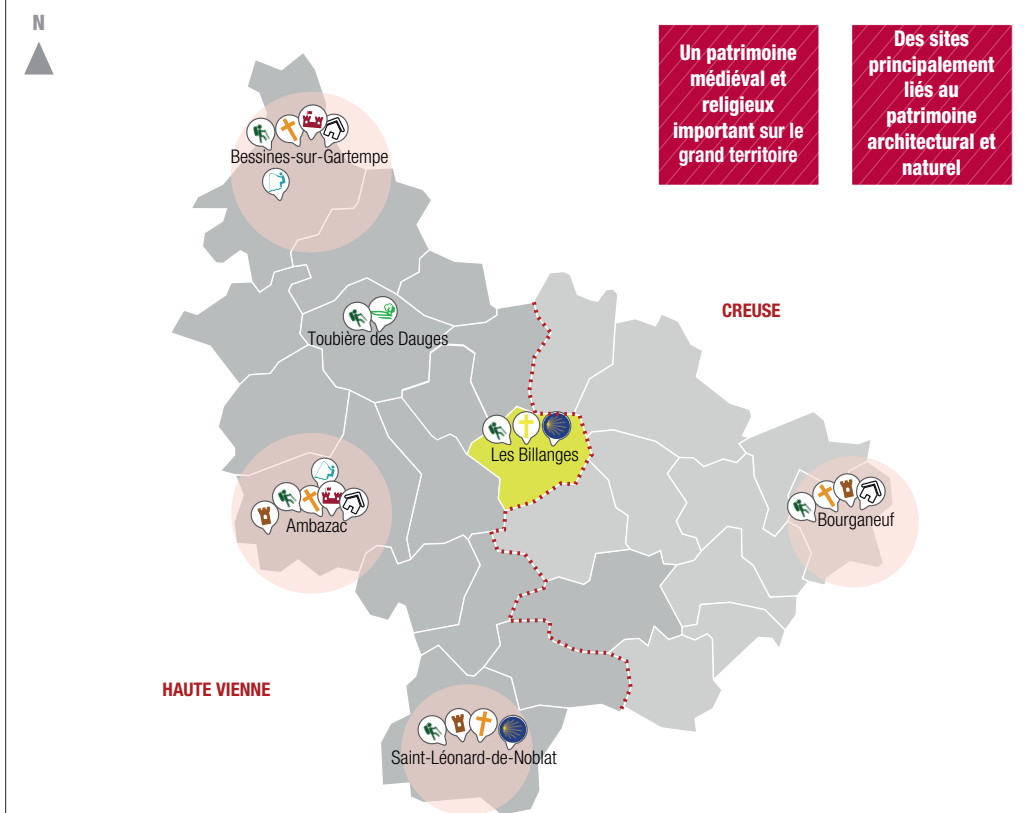 N
Un patrimoine
médiéval et
religieux
important sur le
grand territoire
Des sites
principalement
liés au
patrimoine
architectural et
naturel
Bessines-sur-Gartempe
CREUSE
Toubière des Dauges
Les Billanges
Ambazac
Bourganeuf
HAUTE VIENNE
Saint-Léonard-de-Noblat